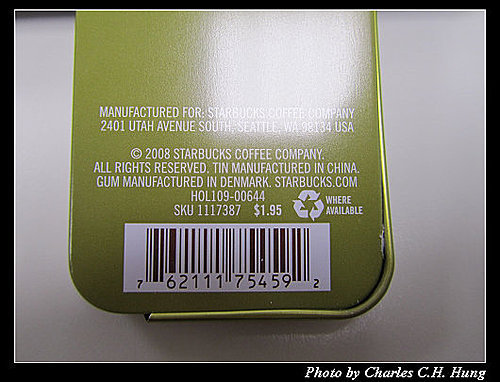 MANUFACTURED FOR: STARBUCKS COFFEE COMPANY
2401 UTAH AVENUE SOUTH, SEATTLE, WA 98134 USA
© 2008 STARBUCKS COFFEE COMPANY.
ALL RIGHTS RESERVED. TIN MANUFACTURED IN CHINA.
GUM MANUFACTURED IN DENMARK. STARBUCKS.COM
HOL109-00644
SKU 1117387 $1.95
WHERE
AVAILABLE
7 62111 75459 2
Photo by Charles C.H. Hung